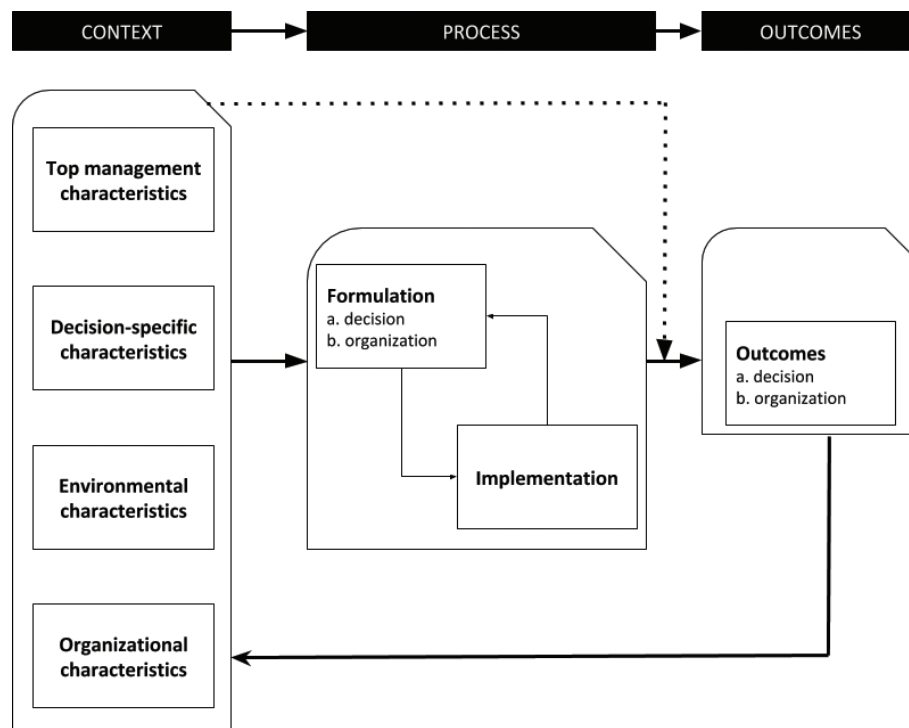 CONTEXT
PROCESS
OUTCOMES
Top management
characteristics
Decision-specific
characteristics
Environmental
characteristics
Organizational
characteristics
Formulation
a. decision
b. organization
Implementation
Outcomes
a. decision
b. organization